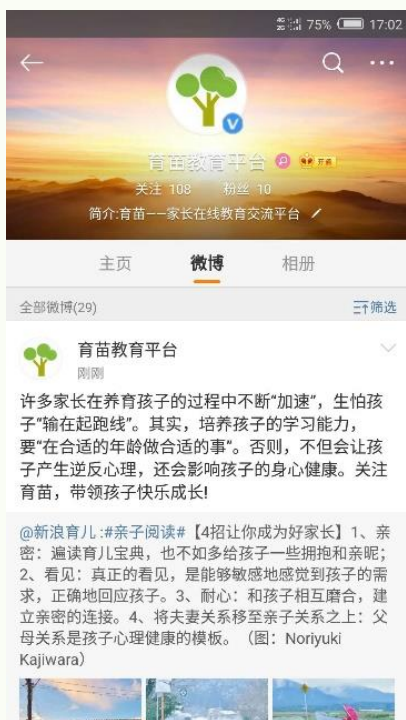 75% 17:02
育苗教育平台
关注 108 粉丝 10
简介:育苗——家长在线教育交流平台
主页 微博 相册
全部微博(29) 筛选
育苗教育平台
刚刚
许多家长在养育孩子的过程中不断“加速”，生怕孩
子”输在起跑线”。其实，培养孩子的学习能力，
要“在合适的年龄做合适的事”。否则，不但会让孩
子产生逆反心理，还会影响孩子的身心健康。关注
育苗，带领孩子快乐成长!
@新浪育儿 :#亲子阅读#【4招让你成为好家长】1、亲
密：遍读育儿宝典，也不如多给孩子一些拥抱和亲昵；
2、看见：真正的看见，是能够敏感地感觉到孩子的需
求，正确地回应孩子。3、耐心：和孩子相互磨合，建
立亲密的连接。4、将夫妻关系移至亲子关系之上：父
母关系是孩子心理健康的模板。（图：Noriyuki
Kajiwara）